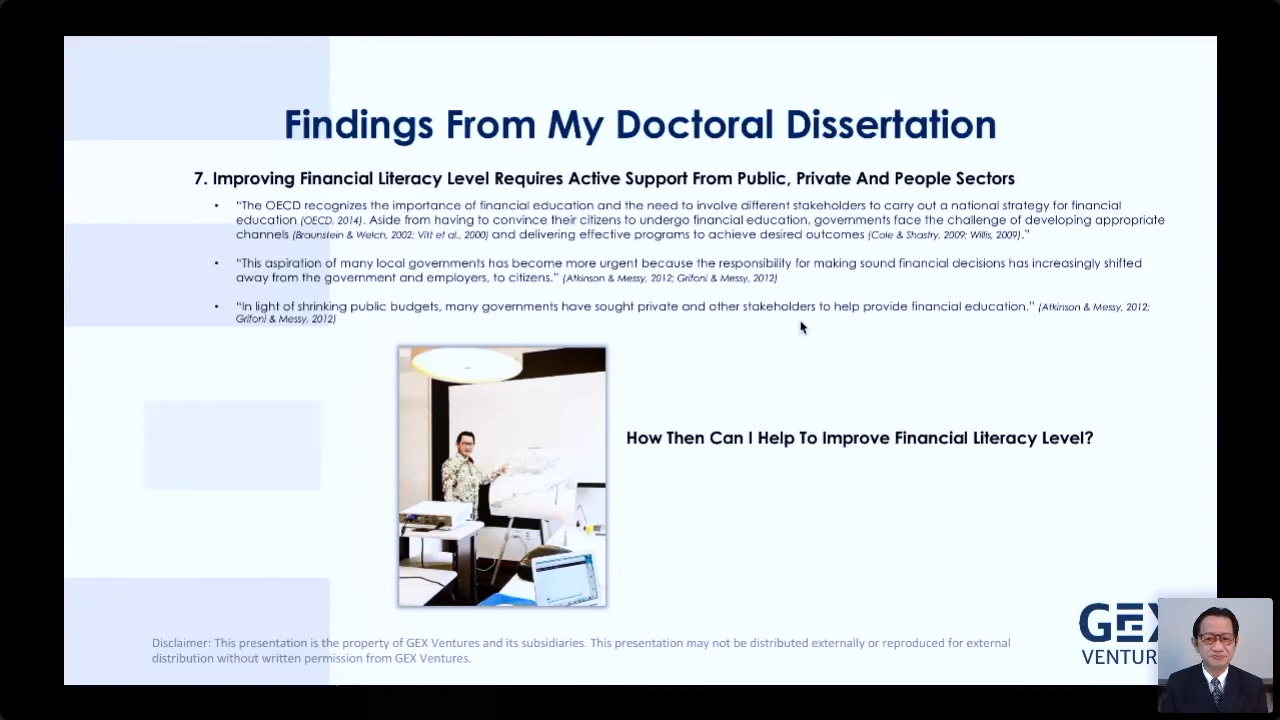 Findings From My Doctoral Dissertation
7. Improving Financial Literacy Level Requires Active Support From Public, Private And People Sectors
• “The OECD recognizes the importance of financial education and the need to involve different stakeholders to carry out a national strategy for financial
education (OECD, 2014). Aside from having to convince their citizens to undergo financial education, governments face the challenge of developing appropriate
channels (Braunstein & Welch, 2002; Vitt et al., 2000) and delivering effective programs to achieve desired outcomes (Cole & Shastry, 2009; Willis, 2009).”
• “This aspiration of many local governments has become more urgent because the responsibility for making sound financial decisions has increasingly shifted
away from the government and employers, to citizens.” (Atkinson & Messy, 2012; Grifoni & Messy, 2012)
• “In light of shrinking public budgets, many governments have sought private and other stakeholders to help provide financial education.” (Atkinson & Messy, 2012;
Grifoni & Messy, 2012)
How Then Can I Help To Improve Financial Literacy Level?
Disclaimer: This presentation is the property of GEX Ventures and its subsidiaries. This presentation may not be distributed externally or reproduced for external
distribution without written permission from GEX Ventures.
GEX
VENTUR